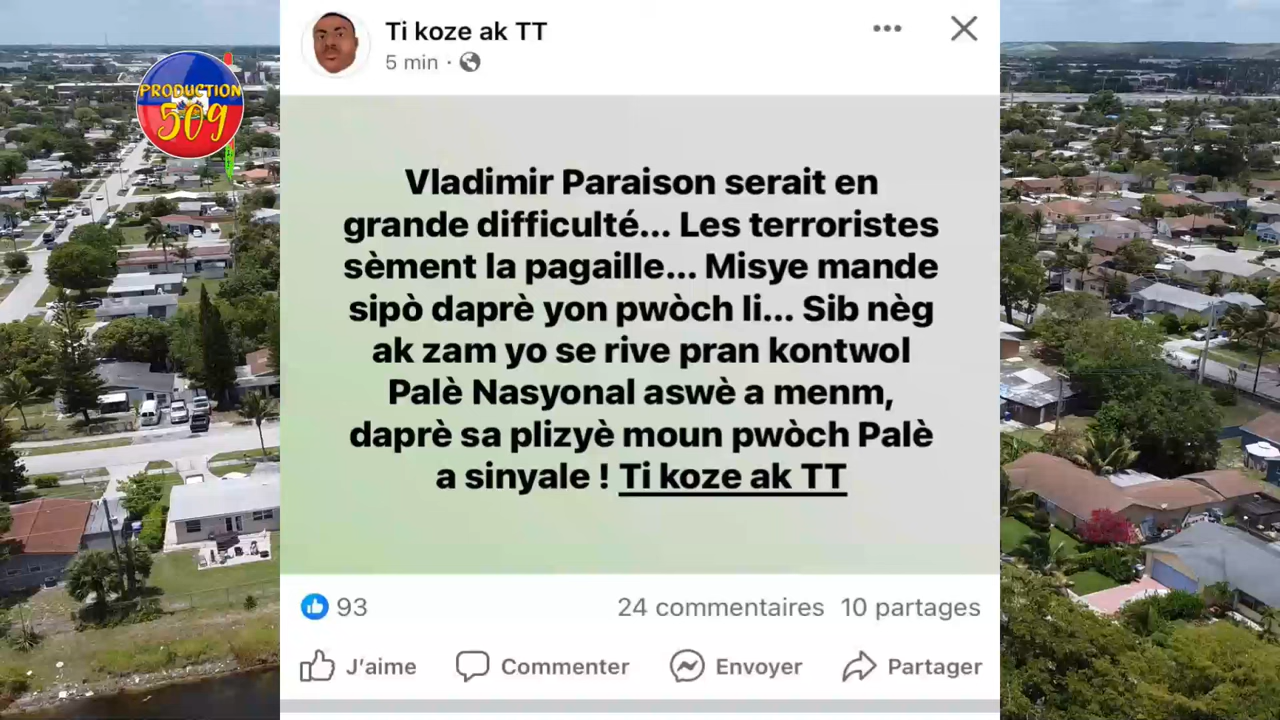 Ti koze ak TT
5 min ·
PRODUCTION
509
Vladimir Paraison serait en
grande difficulté... Les terroristes
sèment la pagaille... Misye mande
sipò daprè yon pwòch li... Sib nèg
ak zam yo se rive pran kontwol
Palè Nasyonal aswè a menm,
daprè sa plizyè moun pwòch Palè
a sinyale ! Ti koze ak TT
93
24 commentaires 10 partages
J'aime Commenter Envoyer Partager